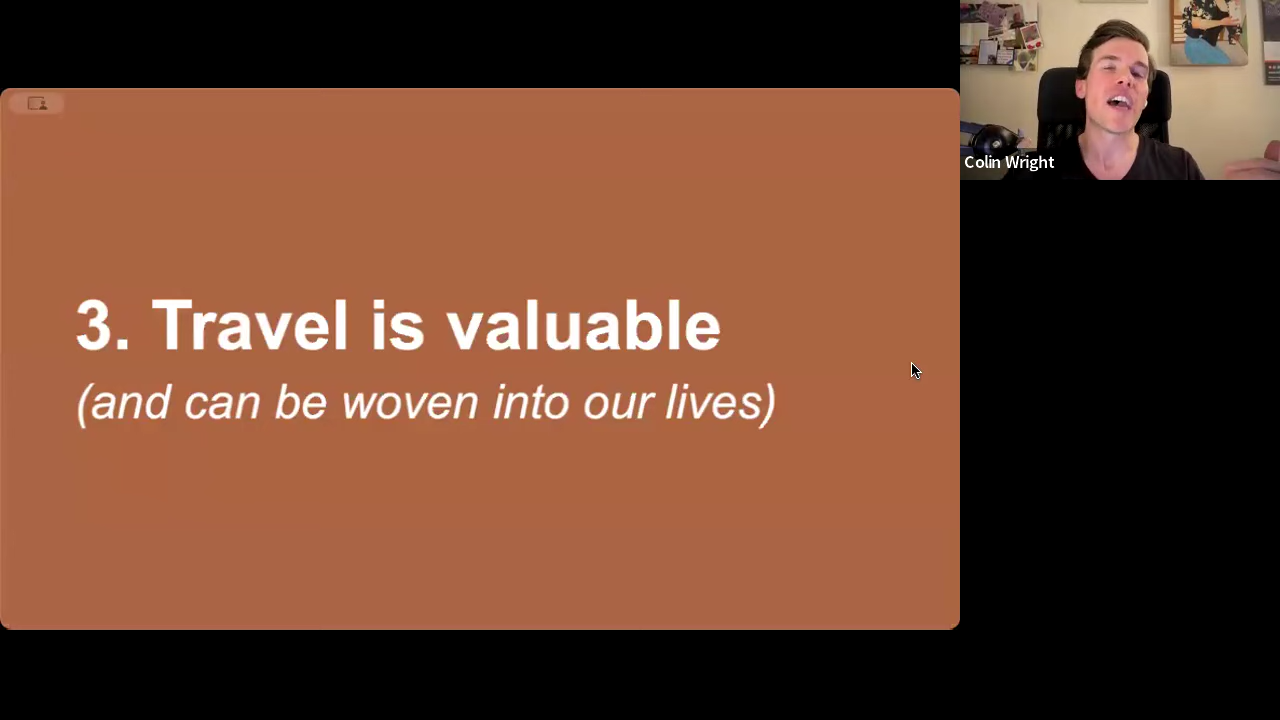 Colin Wright
3. Travel is valuable
(and can be woven into our lives)